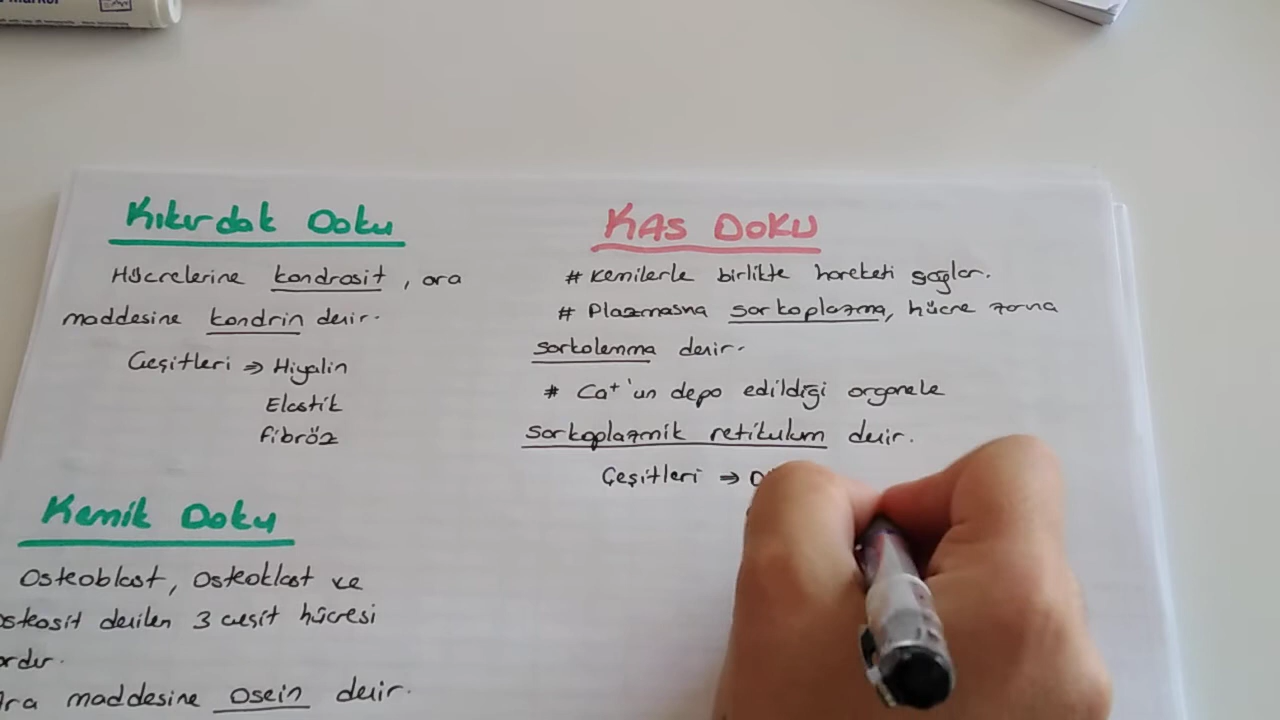 Kıkırdak Doku
Hücrelerine kondrosit, ara
maddesine kondrin denir.
Çeşitleri ⇒ Hiyalin
Elastik
Fibröz
Kemik Doku
Osteoblast, Osteoklast ve
osteosit denilen 3 çeşit hücresi
ardır.
Ara maddesine osein denir.
KAS DOKU
# Kemilerle birlikte hareketi sağlar.
# Plazmasına sarkoplazma, hücre zarına
sarkolemma denir.
# Ca⁺'un depo edildiği organele
sarkoplazmik retikulum denir.
Çeşitleri ⇒